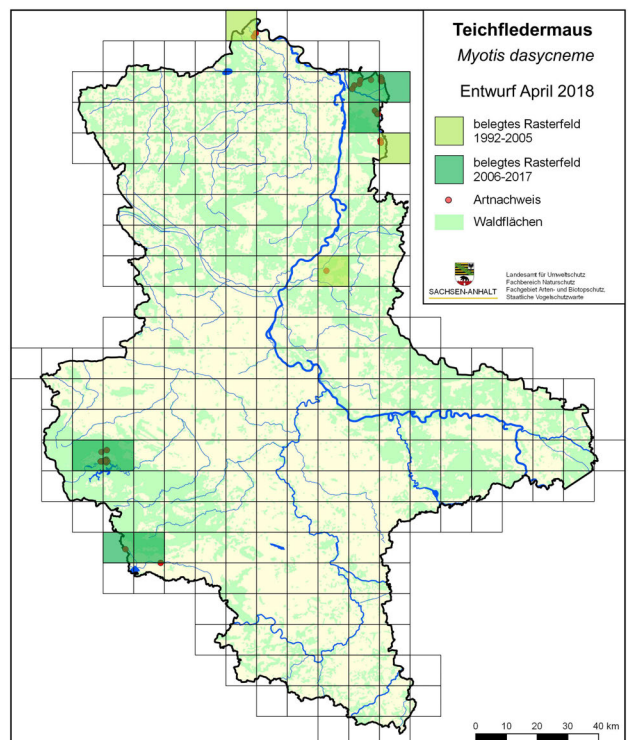 Teichfledermaus
Myotis dasycneme
Entwurf April 2018
belegtes Rasterfeld
1992-2005
belegtes Rasterfeld
2006-2017
Artnachweis
Waldflächen
SACHSEN-ANHALT
Landesamt für Umweltschutz
Fachbereich Naturschutz
Fachgebiet Arten- und Biotopschutz,
Staatliche Vogelschutzwarte
0 10 20 30 40 km